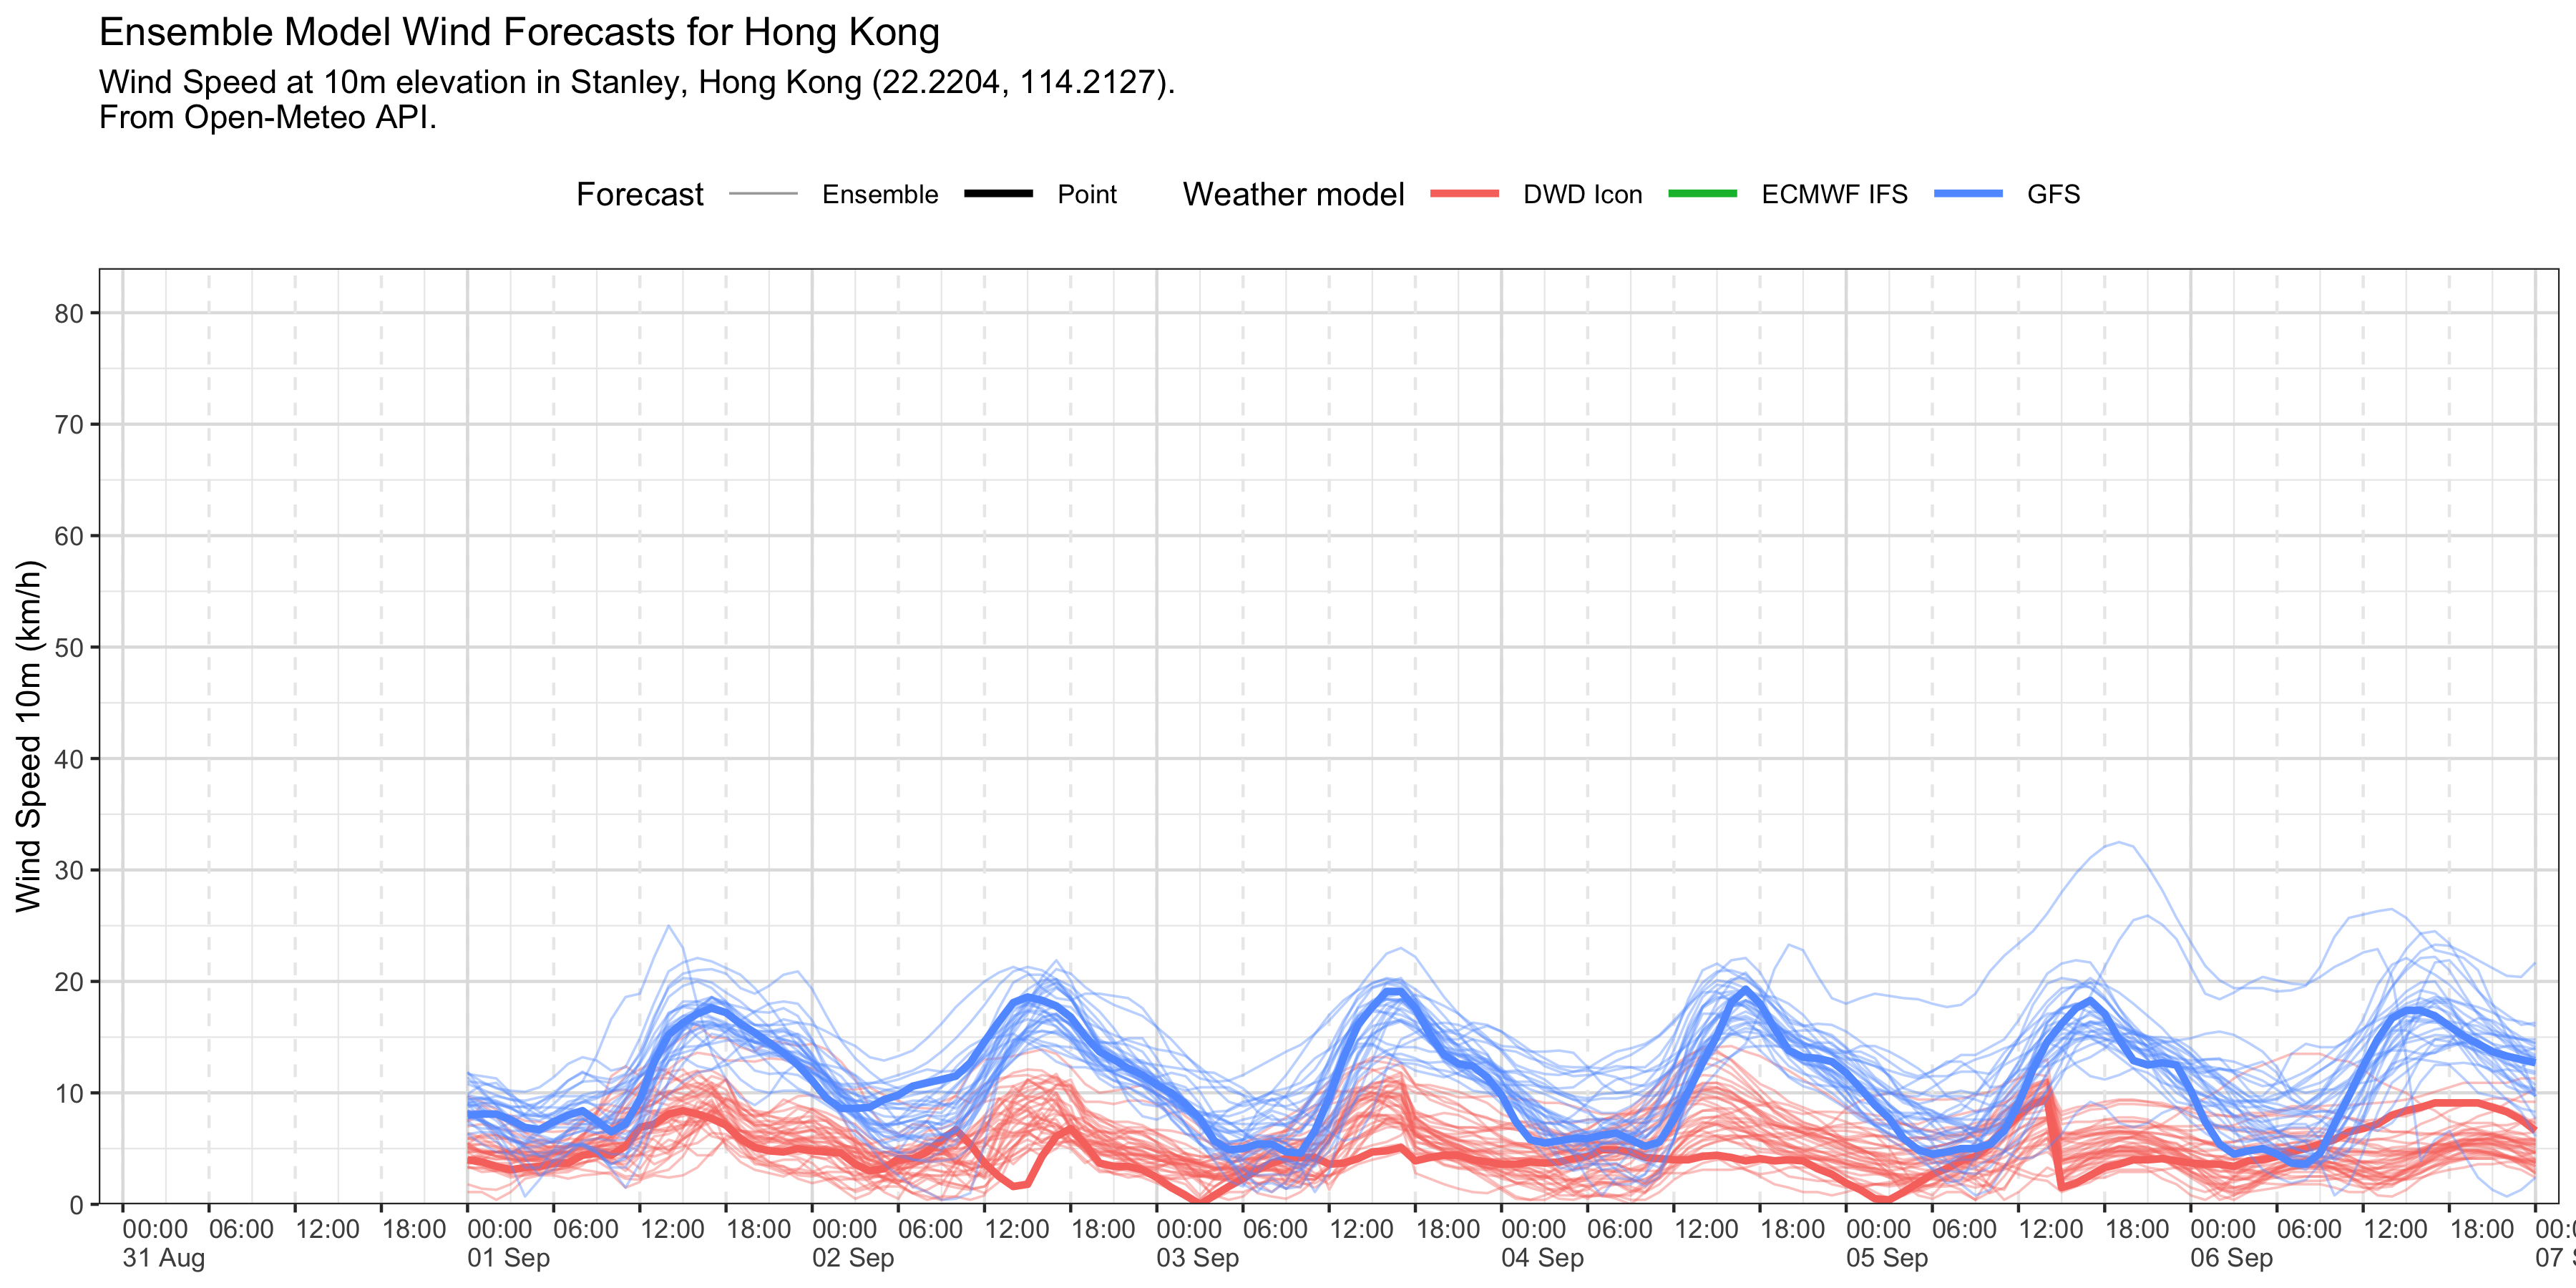 Ensemble Model Wind Forecasts for Hong Kong
Wind Speed at 10m elevation in Stanley, Hong Kong (22.2204, 114.2127).
From Open-Meteo API.
Forecast Ensemble Point Weather model DWD Icon ECMWF IFS GFS
Wind Speed 10m (km/h)
80
70
60
50
40
30
20
10
0
00:00 06:00 12:00 18:00 00:00 06:00 12:00 18:00 00:00 06:00 12:00 18:00 00:00 06:00 12:00 18:00 00:00 06:00 12:00 18:00 00:00 06:00 12:00 18:00 00:00 06:00 12:00 18:00 00:
31 Aug 01 Sep 02 Sep 03 Sep 04 Sep 05 Sep 06 Sep 07